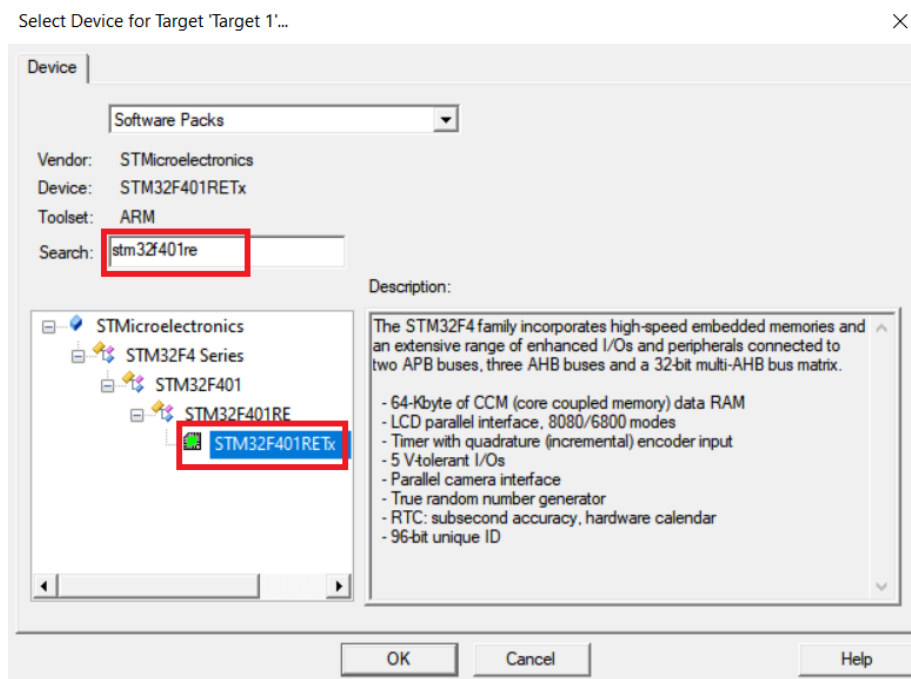 Select Device for Target 'Target 1'...
Device
Software Packs
Vendor: STMicroelectronics
Device: STM32F401RETx
Toolset: ARM
Search: stm32f401re
Description:
STMicroelectronics
STM32F4 Series
STM32F401
STM32F401RE
STM32F401RETx
The STM32F4 family incorporates high-speed embedded memories and
an extensive range of enhanced I/Os and peripherals connected to
two APB buses, three AHB buses and a 32-bit multi-AHB bus matrix.
- 64-Kbyte of CCM (core coupled memory) data RAM
- LCD parallel interface, 8080/6800 modes
- Timer with quadrature (incremental) encoder input
- 5 V-tolerant I/Os
- Parallel camera interface
- True random number generator
- RTC: subsecond accuracy, hardware calendar
- 96-bit unique ID
OK
Cancel
Help